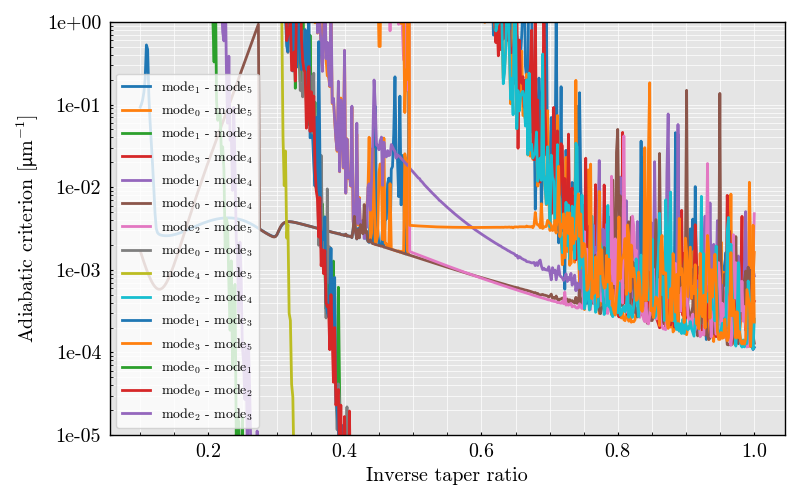 1e+00
1e-01
1e-02
1e-03
1e-04
1e-05
Adiabatic criterion [μm⁻¹]
mode₁ - mode₅
mode₀ - mode₅
mode₁ - mode₂
mode₃ - mode₄
mode₁ - mode₄
mode₀ - mode₄
mode₂ - mode₅
mode₀ - mode₃
mode₄ - mode₅
mode₂ - mode₄
mode₁ - mode₃
mode₃ - mode₅
mode₀ - mode₁
mode₀ - mode₂
mode₂ - mode₃
0.2 0.4 0.6 0.8 1.0
Inverse taper ratio